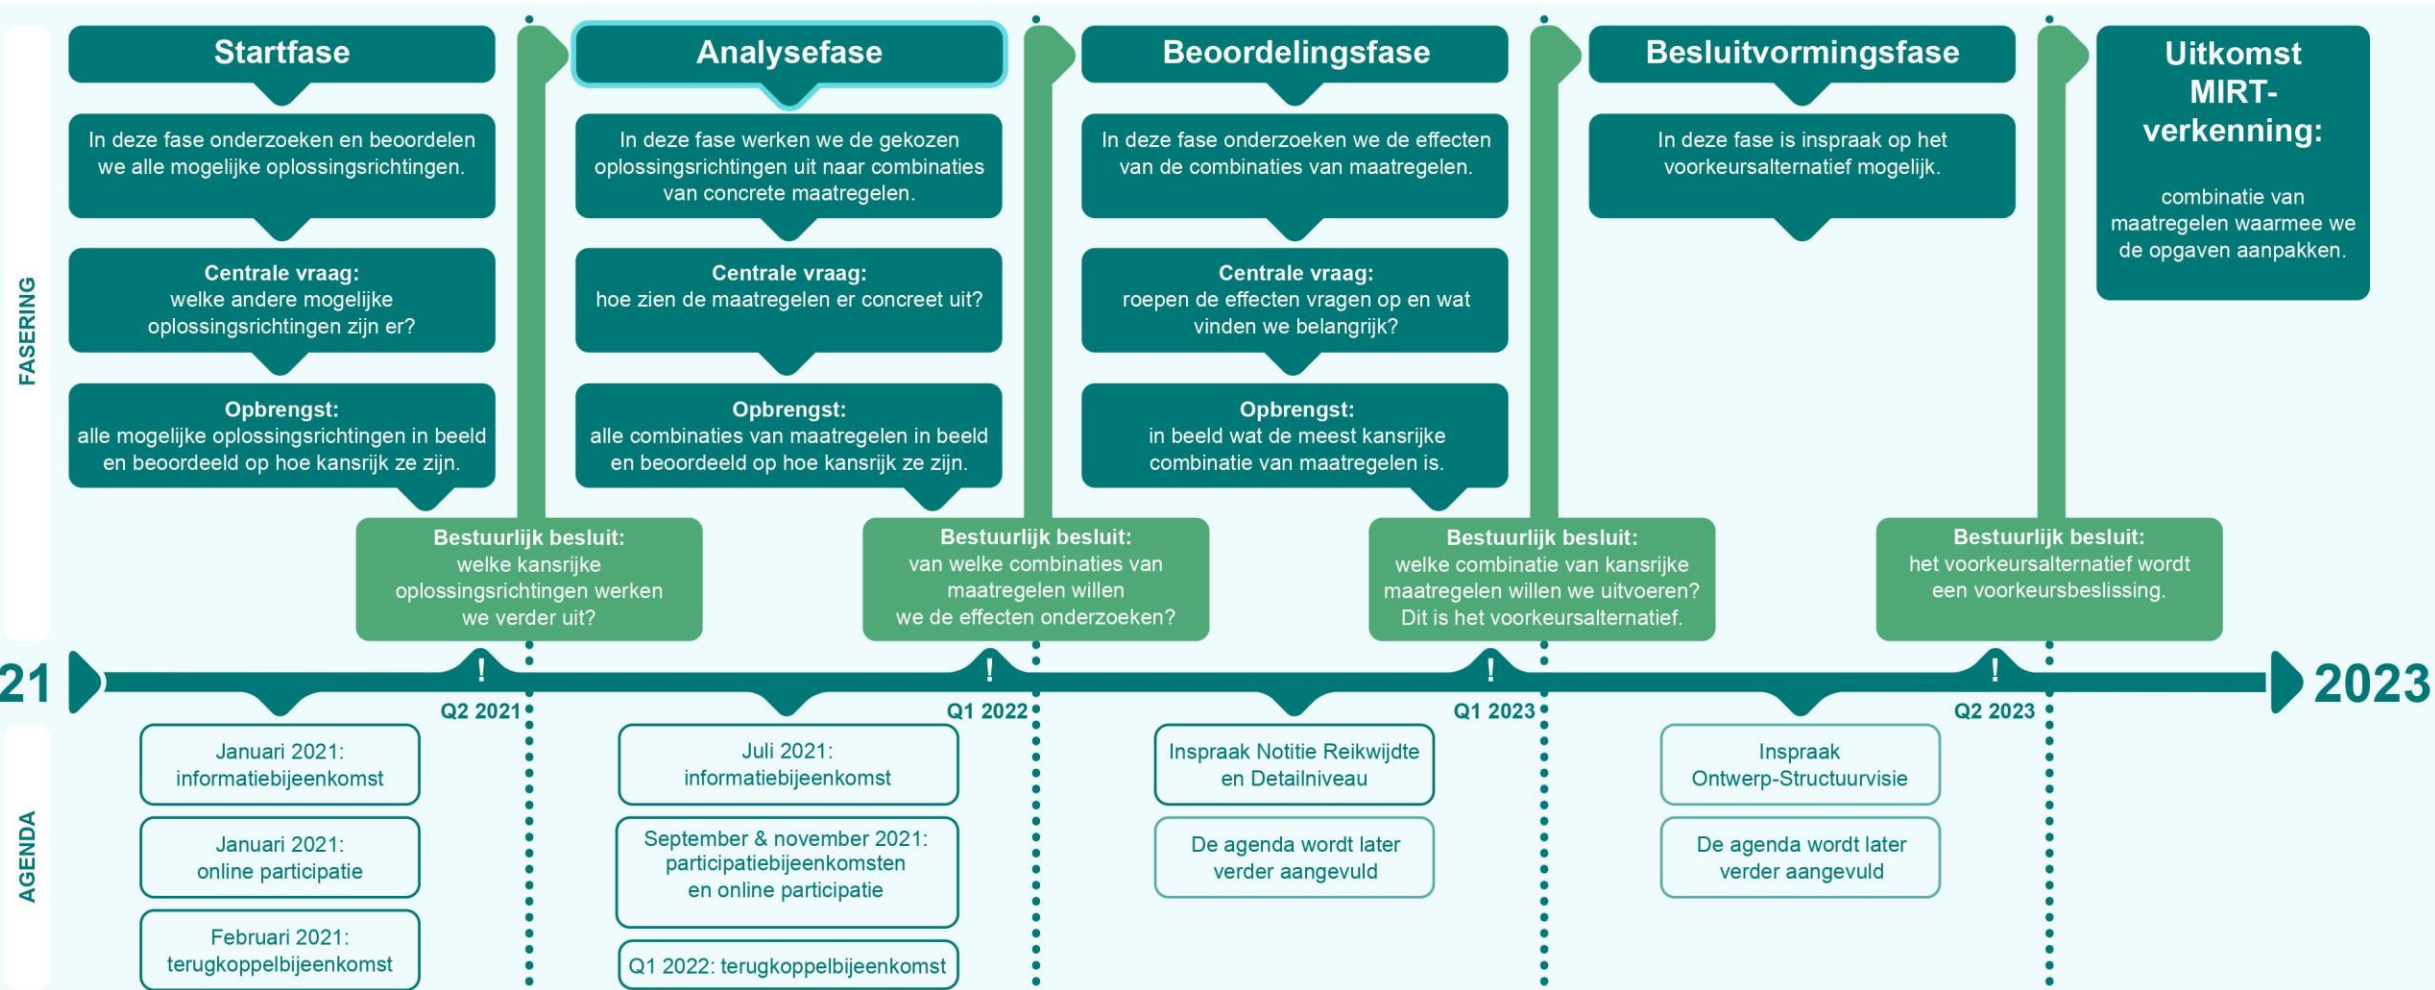 FASERING
Startfase
In deze fase onderzoeken en beoordelen
we alle mogelijke oplossingsrichtingen.
Centrale vraag:
welke andere mogelijke
oplossingsrichtingen zijn er?
Opbrengst:
alle mogelijke oplossingsrichtingen in beeld
en beoordeeld op hoe kansrijk ze zijn.
Bestuurlijk besluit:
welke kansrijke
oplossingsrichtingen werken
we verder uit?
Analysefase
In deze fase werken we de gekozen
oplossingsrichtingen uit naar combinaties
van concrete maatregelen.
Centrale vraag:
hoe zien de maatregelen er concreet uit?
Opbrengst:
alle combinaties van maatregelen in beeld
en beoordeeld op hoe kansrijk ze zijn.
Bestuurlijk besluit:
van welke combinaties van
maatregelen willen
we de effecten onderzoeken?
Beoordelingsfase
In deze fase onderzoeken we de effecten
van de combinaties van maatregelen.
Centrale vraag:
roepen de effecten vragen op en wat
vinden we belangrijk?
Opbrengst:
in beeld wat de meest kansrijke
combinatie van maatregelen is.
Bestuurlijk besluit:
welke combinatie van kansrijke
maatregelen willen we uitvoeren?
Dit is het voorkeursalternatief.
Besluitvormingsfase
In deze fase is inspraak op het
voorkeursalternatief mogelijk.
Bestuurlijk besluit:
het voorkeursalternatief wordt
een voorkeursbeslissing.
Uitkomst
MIRT-
verkenning:
combinatie van
maatregelen waarmee we
de opgaven aanpakken.
21
! ! ! !
2023
Q2 2021
Q1 2022
Q1 2023
Q2 2023
AGENDA
Januari 2021:
informatiebijeenkomst
Januari 2021:
online participatie
Februari 2021:
terugkoppelbijeenkomst
Juli 2021:
informatiebijeenkomst
September & november 2021:
participatiebijeenkomsten
en online participatie
Q1 2022: terugkoppelbijeenkomst
Inspraak Notitie Reikwijdte
en Detailniveau
De agenda wordt later
verder aangevuld
Inspraak
Ontwerp-Structuurvisie
De agenda wordt later
verder aangevuld